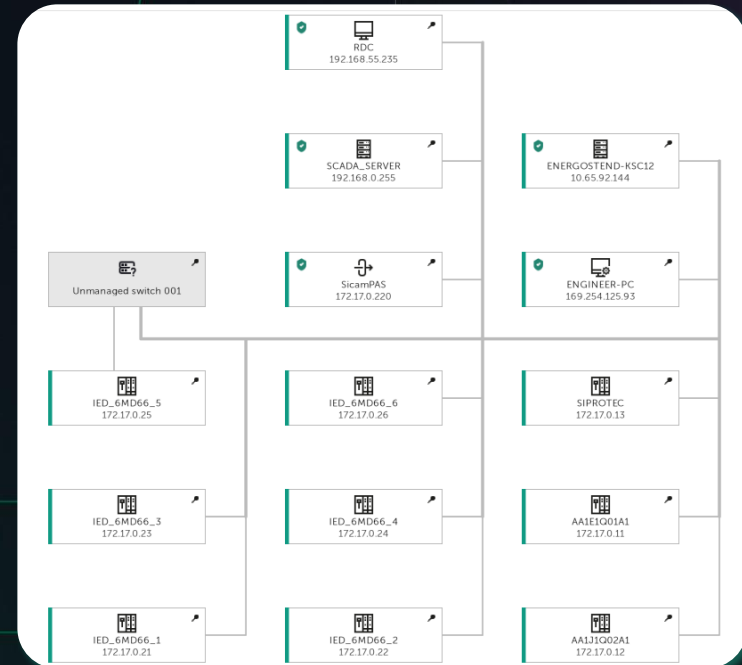 RDC
192.168.55.235
SCADA_SERVER
192.168.0.255
ENERGOSTEND-KSC12
10.65.92.144
Unmanaged switch 001
SicamPAS
172.17.0.220
ENGINEER-PC
169.254.125.93
IED_6MD66_5
172.17.0.25
IED_6MD66_6
172.17.0.26
SIPROTEC
172.17.0.13
IED_6MD66_3
172.17.0.23
IED_6MD66_4
172.17.0.24
AA1E1Q01A1
172.17.0.11
IED_6MD66_1
172.17.0.21
IED_6MD66_2
172.17.0.22
AA1J1Q02A1
172.17.0.12